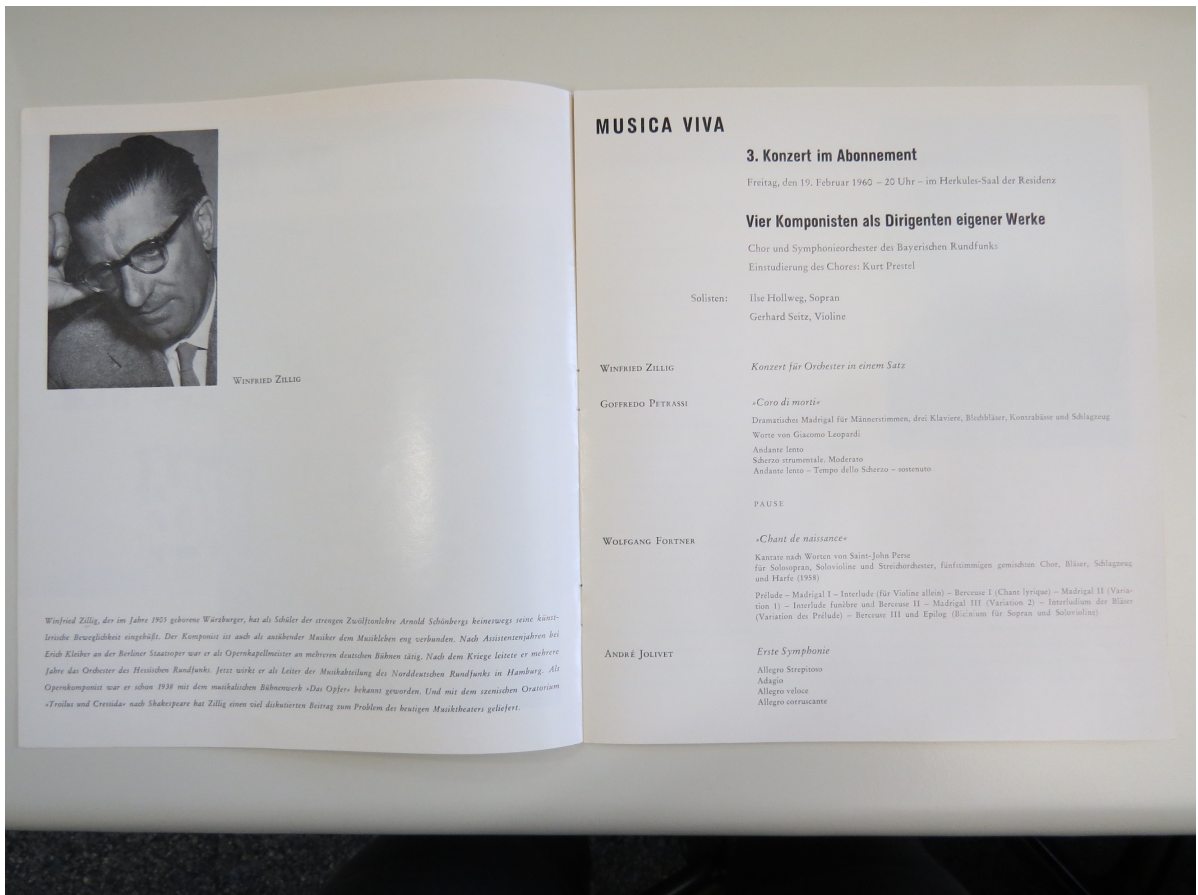 WINFRIED ZILLIG
Winfried Zillig, der im Jahre 1905 geborene Würzburger, hat als Schüler der strengen Zwölftonlehre Arnold Schönbergs keineswegs seine künst-
lerische Beweglichkeit eingebüßt. Der Komponist ist auch als ausübender Musiker dem Musikleben eng verbunden. Nach Assistentenjahren bei
Erich Kleiber an der Berliner Staatsoper war er als Opernkapellmeister an mehreren deutschen Bühnen tätig. Nach dem Kriege leitete er mehrere
Jahre das Orchester des Hessischen Rundfunks. Jetzt wirkt er als Leiter der Musikabteilung des Norddeutschen Rundfunks in Hamburg. Als
Opernkomponist war er schon 1938 mit dem musikalischen Bühnenwerk »Das Opfer« bekannt geworden. Und mit dem szenischen Oratorium
»Troilus und Cressida« nach Shakespeare hat Zillig einen viel diskutierten Beitrag zum Problem des heutigen Musiktheaters geliefert.
MUSICA VIVA
3. Konzert im Abonnement
Freitag, den 19. Februar 1960 – 20 Uhr – im Herkules-Saal der Residenz
Vier Komponisten als Dirigenten eigener Werke
Chor und Symphonieorchester des Bayerischen Rundfunks
Einstudierung des Chores: Kurt Prestel
Solisten: Ilse Hollweg, Sopran
Gerhard Seitz, Violine
WINFRIED ZILLIG Konzert für Orchester in einem Satz
GOFFREDO PETRASSI »Coro di morti«
Dramatisches Madrigal für Männerstimmen, drei Klaviere, Blechbläser, Kontrabässe und Schlagzeug
Worte von Giacomo Leopardi
Andante lento
Scherzo strumentale. Moderato
Andante lento – Tempo dello Scherzo – sostenuto
PAUSE
WOLFGANG FORTNER »Chant de naissance«
Kantate nach Worten von Saint-John Perse
für Solosopran, Solovioline und Streichorchester, fünfstimmigen gemischten Chor, Bläser, Schlagzeug
und Harfe (1958)
Prélude – Madrigal I – Interlude (für Violine allein) – Berceuse I (Chant lyrique) – Madrigal II (Varia-
tion 1) – Interlude funèbre und Berceuse II – Madrigal III (Variation 2) – Interludium der Bläser
(Variation des Prélude) – Berceuse III und Epilog (Bicinium für Sopran und Solovioline)
ANDRÉ JOLIVET Erste Symphonie
Allegro Strepitoso
Adagio
Allegro veloce
Allegro corruscante